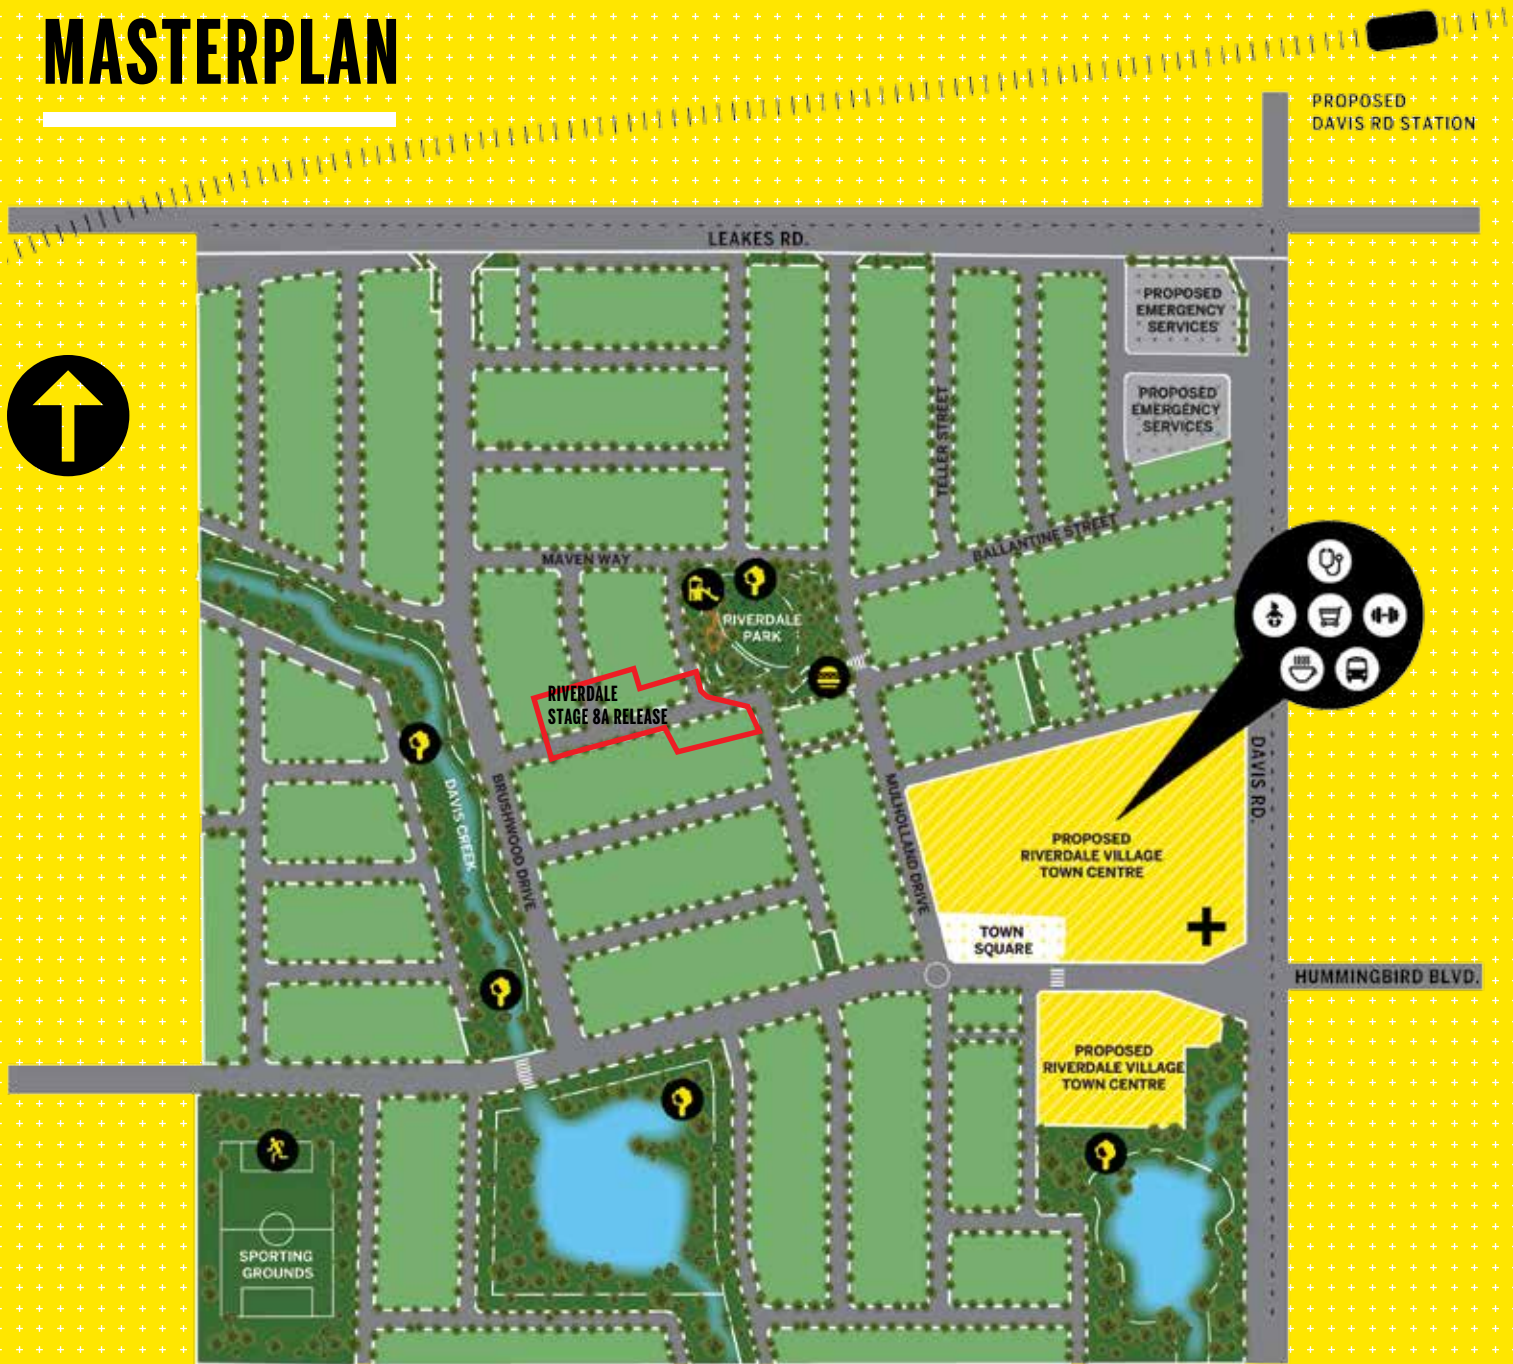 MASTERPLAN
PROPOSED
DAVIS RD STATION
LEAKES RD.
PROPOSED
EMERGENCY
SERVICES
PROPOSED
EMERGENCY
SERVICES
TELLER STREET
BALLANTINE STREET
MAVEN WAY
RIVERDALE
PARK
RIVERDALE
STAGE 8A RELEASE
DAVIS CREEK
BRUSHWOOD DRIVE
MULHOLLAND DRIVE
DAVIS RD.
PROPOSED
RIVERDALE VILLAGE
TOWN CENTRE
TOWN
SQUARE
HUMMINGBIRD BLVD.
PROPOSED
RIVERDALE VILLAGE
TOWN CENTRE
SPORTING
GROUNDS